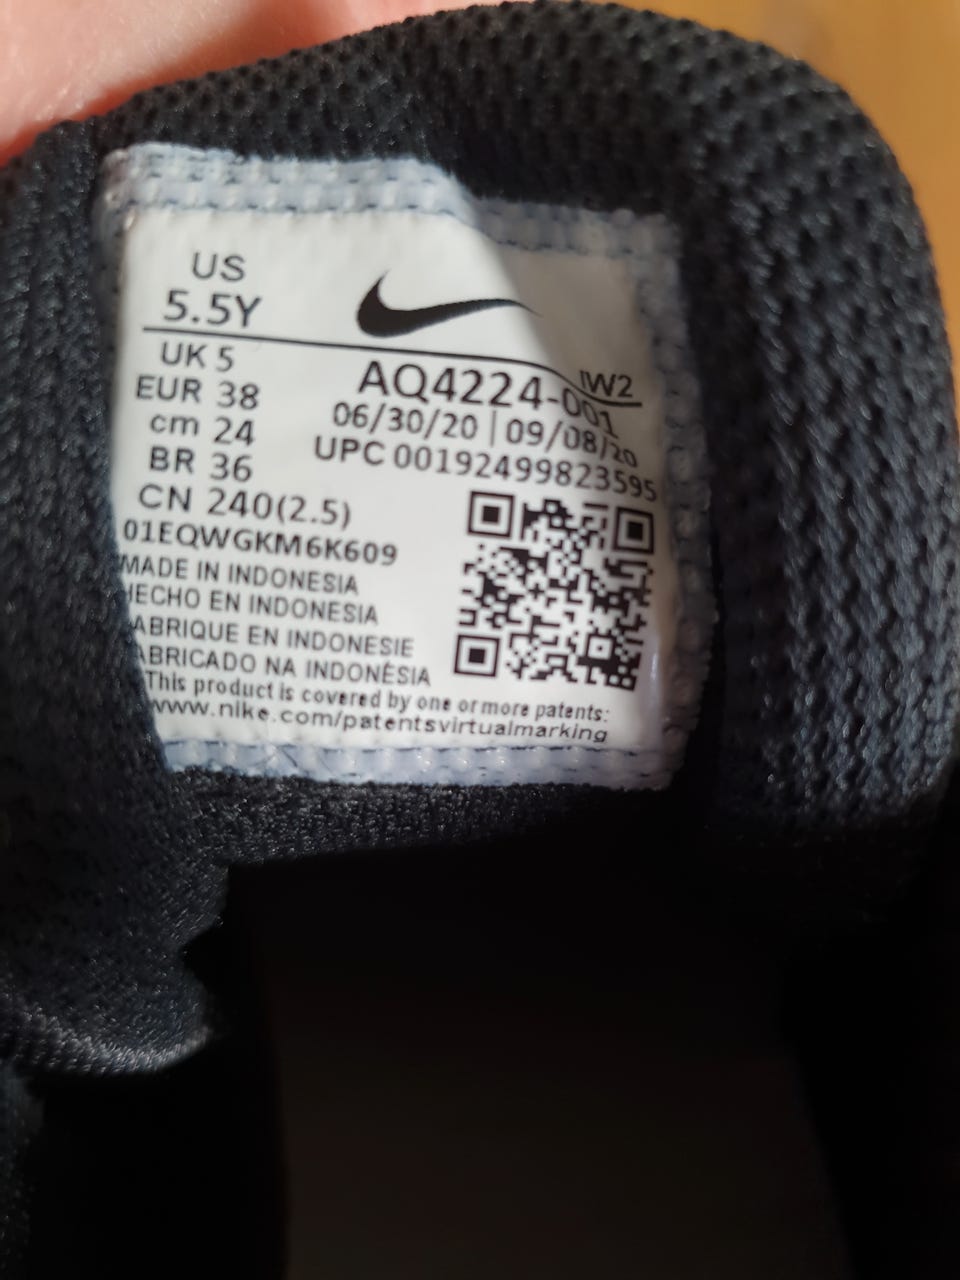 US
5.5Y
UK 5
EUR 38
cm 24
BR 36
CN 240(2.5)
IW2
AQ4224-001
06/30/20 | 09/08/20
UPC 00192499823595
01EQWGKM6K609
MADE IN INDONESIA
HECHO EN INDONESIA
FABRIQUE EN INDONESIE
FABRICADO NA INDONÉSIA
This product is covered by one or more patents:
www.nike.com/patentsvirtualmarking